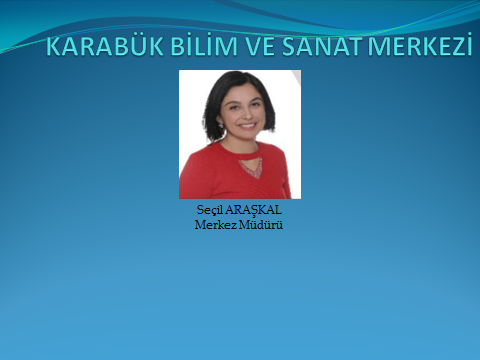 KARABÜK BİLİM VE SANAT MERKEZİ
Seçil ARAŞKAL
Merkez Müdürü